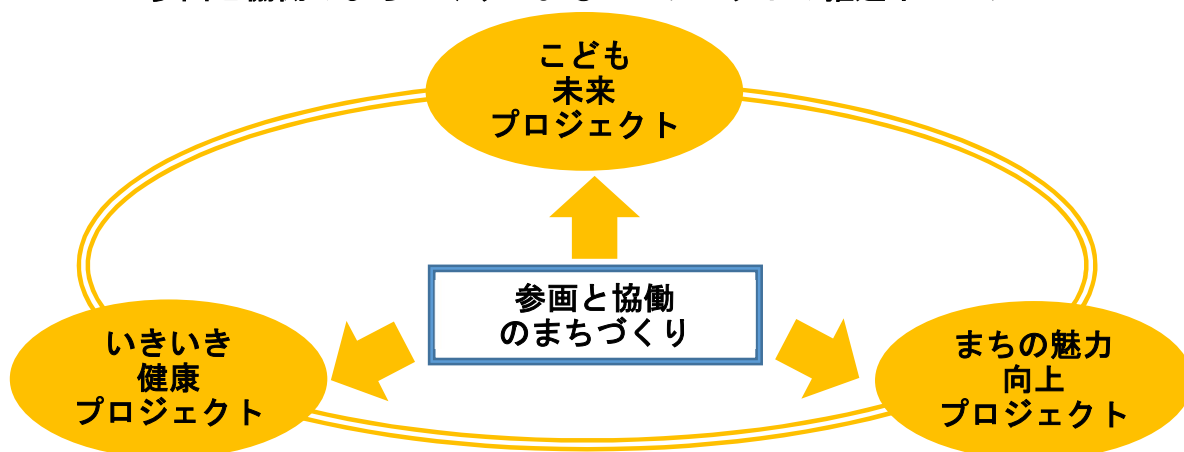 こども
未来
プロジェクト
参画と協働
のまちづくり
いきいき
健康
プロジェクト
まちの魅力
向上
プロジェクト